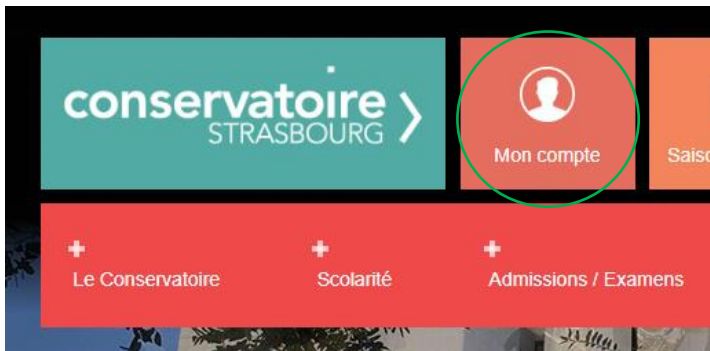 conservatoire
STRASBOURG
Mon compte
Le Conservatoire
Scolarité
Admissions / Examens